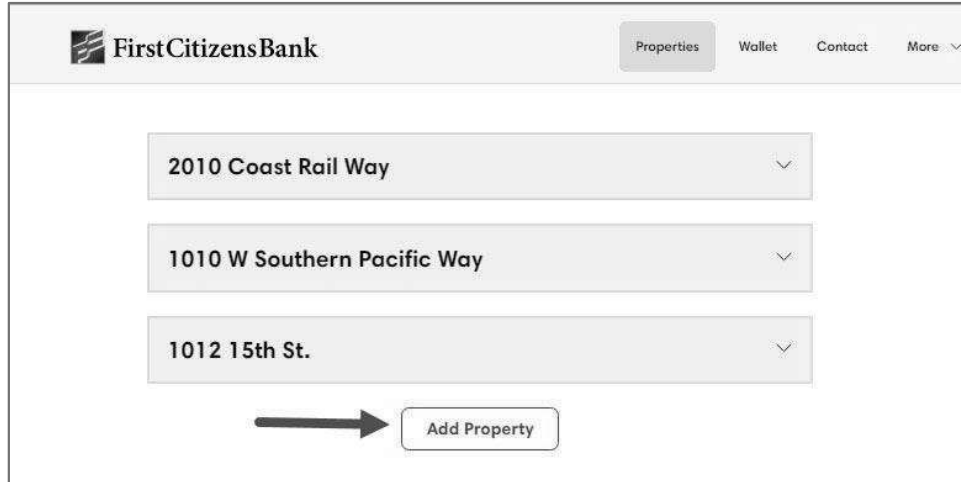 FirstCitizensBank Properties Wallet Contact More
2010 Coast Rail Way
1010 W Southern Pacific Way
1012 15th St.
Add Property